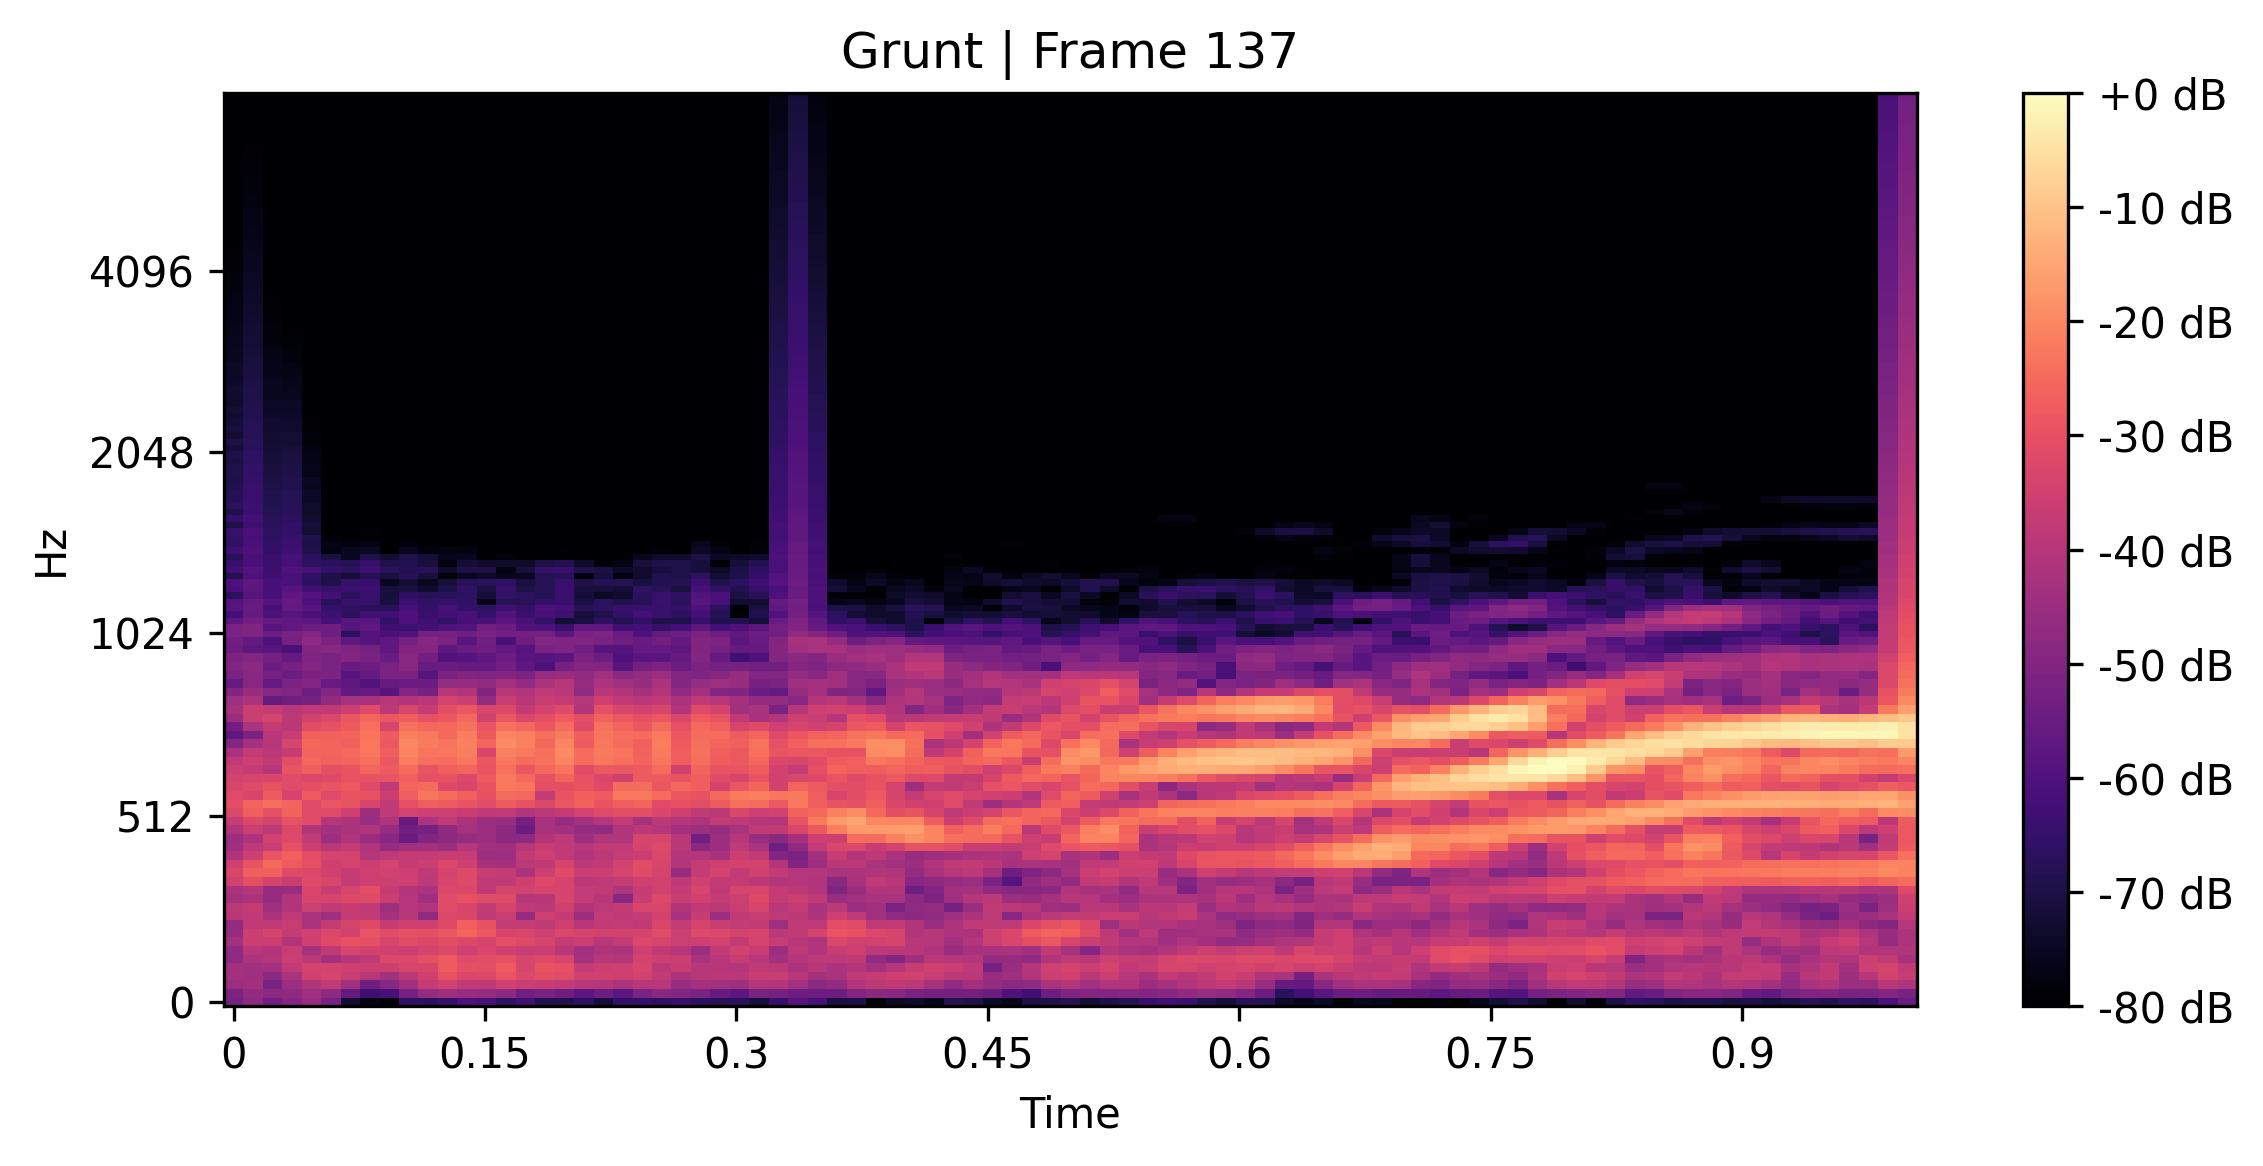 Grunt | Frame 137
Hz
4096
2048
1024
512
0
0 0.15 0.3 0.45 0.6 0.75 0.9
Time
+0 dB
-10 dB
-20 dB
-30 dB
-40 dB
-50 dB
-60 dB
-70 dB
-80 dB